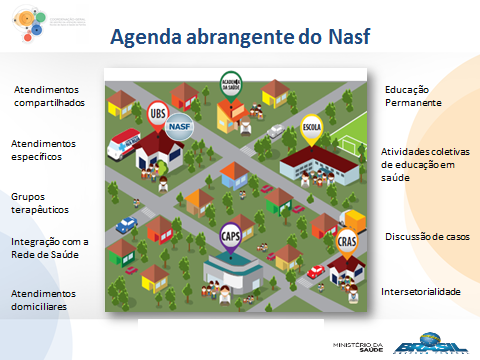 Agenda abrangente do Nasf
Atendimentos
compartilhados
Atendimentos
específicos
Grupos
terapêuticos
Integração com a
Rede de Saúde
Atendimentos
domiciliares
ACADEMIA
DA SAÚDE
UBS
NASF
ESCOLA
CAPS
CRAS
Educação
Permanente
Atividades coletivas
de educação em
saúde
Discussão de casos
Intersetorialidade
MINISTÉRIO DA
SAÚDE
BRASIL